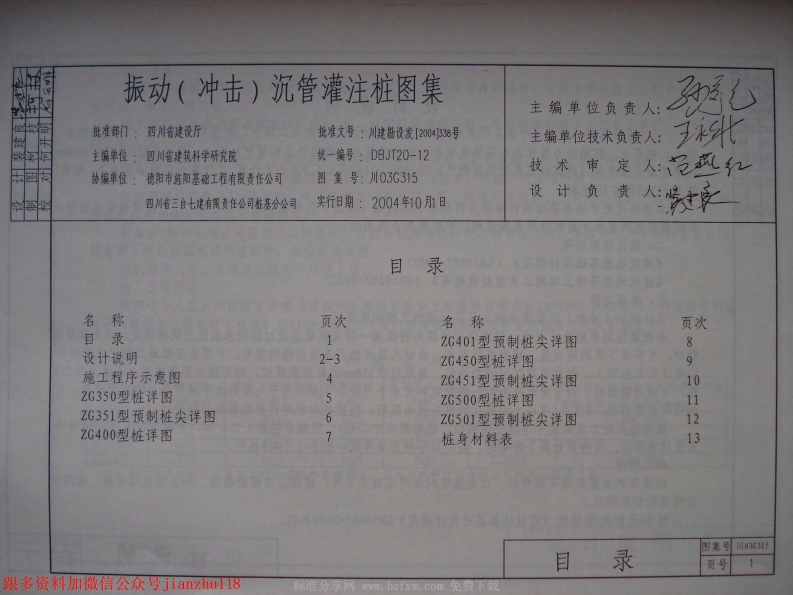 振动(冲击)沉管灌注桩图集
批准部门：四川省建设厅
批准文号：川建勘设发[2004]338号
主编单位：四川省建筑科学研究院
统一编号：DBJT20-12
协编单位：德阳市旌阳基础工程有限责任公司
图集号：川03G315
四川省三台七建有限责任公司桩基分公司
实行日期：2004年10月1日
主编单位负责人：
主编单位技术负责人：
技术审定人：
设计负责人：
设计
制图
校对
目录
名称 页次
目录 1
设计说明 2-3
施工程序示意图 4
ZG350型桩详图 5
ZG351型预制桩尖详图 6
ZG400型桩详图 7
名称 页次
ZG401型预制桩尖详图 8
ZG450型桩详图 9
ZG451型预制桩尖详图 10
ZG500型桩详图 11
ZG501型预制桩尖详图 12
桩身材料表 13
目录
图集号 川03G315
页号 1
跟多资料加微信公众号jianzhu118
标准分享网 www.bzfxw.com 免费下载